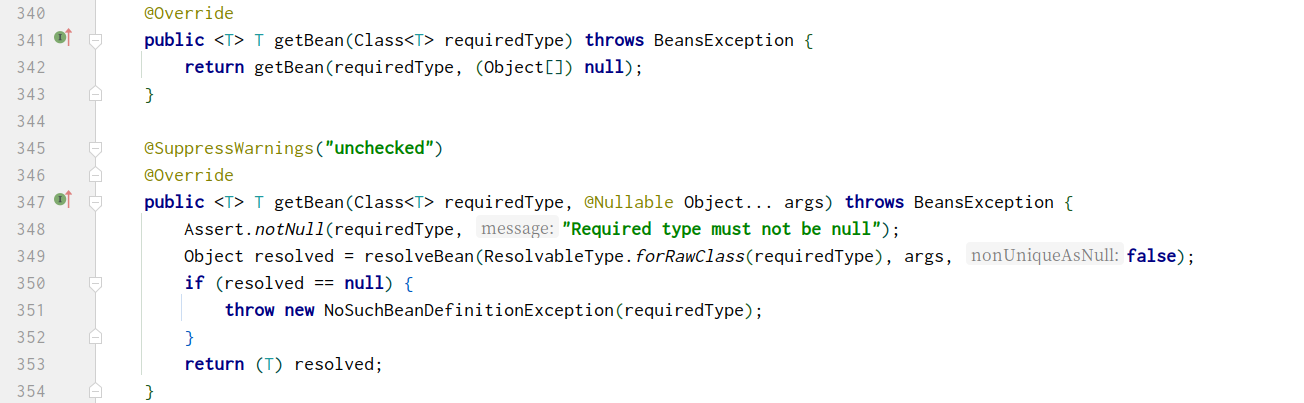 340 @Override
341 public <T> T getBean(Class<T> requiredType) throws BeansException {
342 return getBean(requiredType, (Object[]) null);
343 }
344
345 @SuppressWarnings("unchecked")
346 @Override
347 public <T> T getBean(Class<T> requiredType, @Nullable Object... args) throws BeansException {
348 Assert.notNull(requiredType, message: "Required type must not be null");
349 Object resolved = resolveBean(ResolvableType.forRawClass(requiredType), args, nonUniqueAsNull: false);
350 if (resolved == null) {
351 throw new NoSuchBeanDefinitionException(requiredType);
352 }
353 return (T) resolved;
354 }